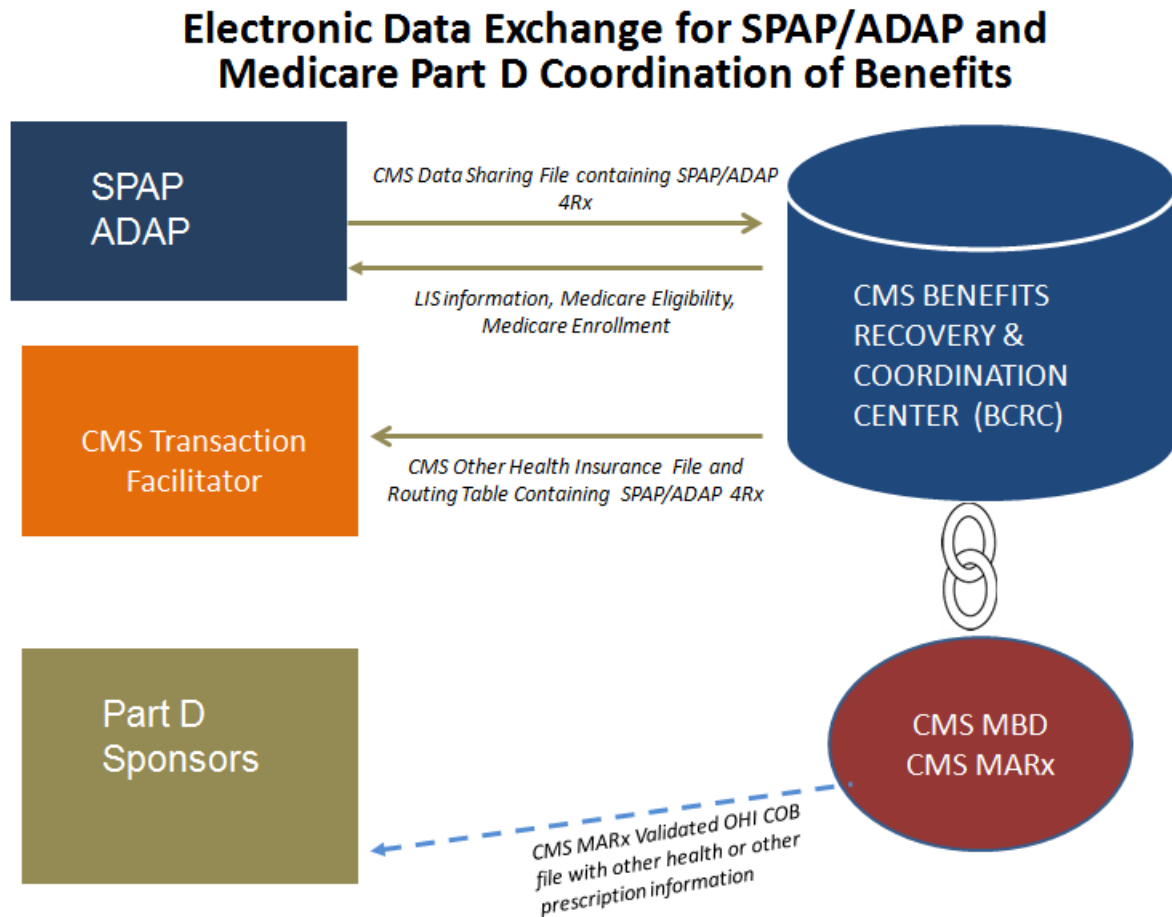 Electronic Data Exchange for SPAP/ADAP and
Medicare Part D Coordination of Benefits
SPAP
ADAP
CMS Data Sharing File containing SPAP/ADAP
4Rx
LIS information, Medicare Eligibility,
Medicare Enrollment
CMS BENEFITS
RECOVERY &
COORDINATION
CENTER (BCRC)
CMS Transaction
Facilitator
CMS Other Health Insurance File and
Routing Table Containing SPAP/ADAP 4Rx
Part D
Sponsors
CMS MBD
CMS MARx
CMS MARx Validated OHI COB
file with other health or other
prescription information